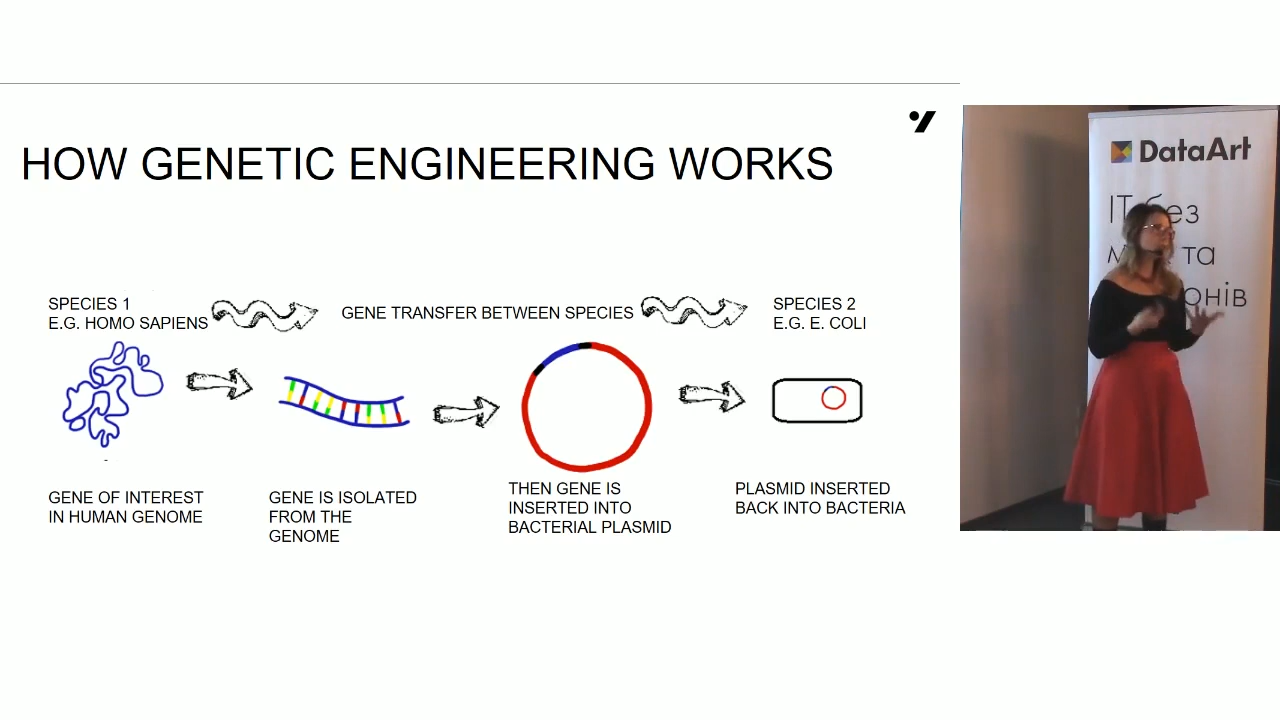 HOW GENETIC ENGINEERING WORKS
SPECIES 1
E.G. HOMO SAPIENS
GENE TRANSFER BETWEEN SPECIES
SPECIES 2
E.G. E. COLI
GENE OF INTEREST
IN HUMAN GENOME
GENE IS ISOLATED
FROM THE
GENOME
THEN GENE IS
INSERTED INTO
BACTERIAL PLASMID
PLASMID INSERTED
BACK INTO BACTERIA
DataArt
ІТ без
та